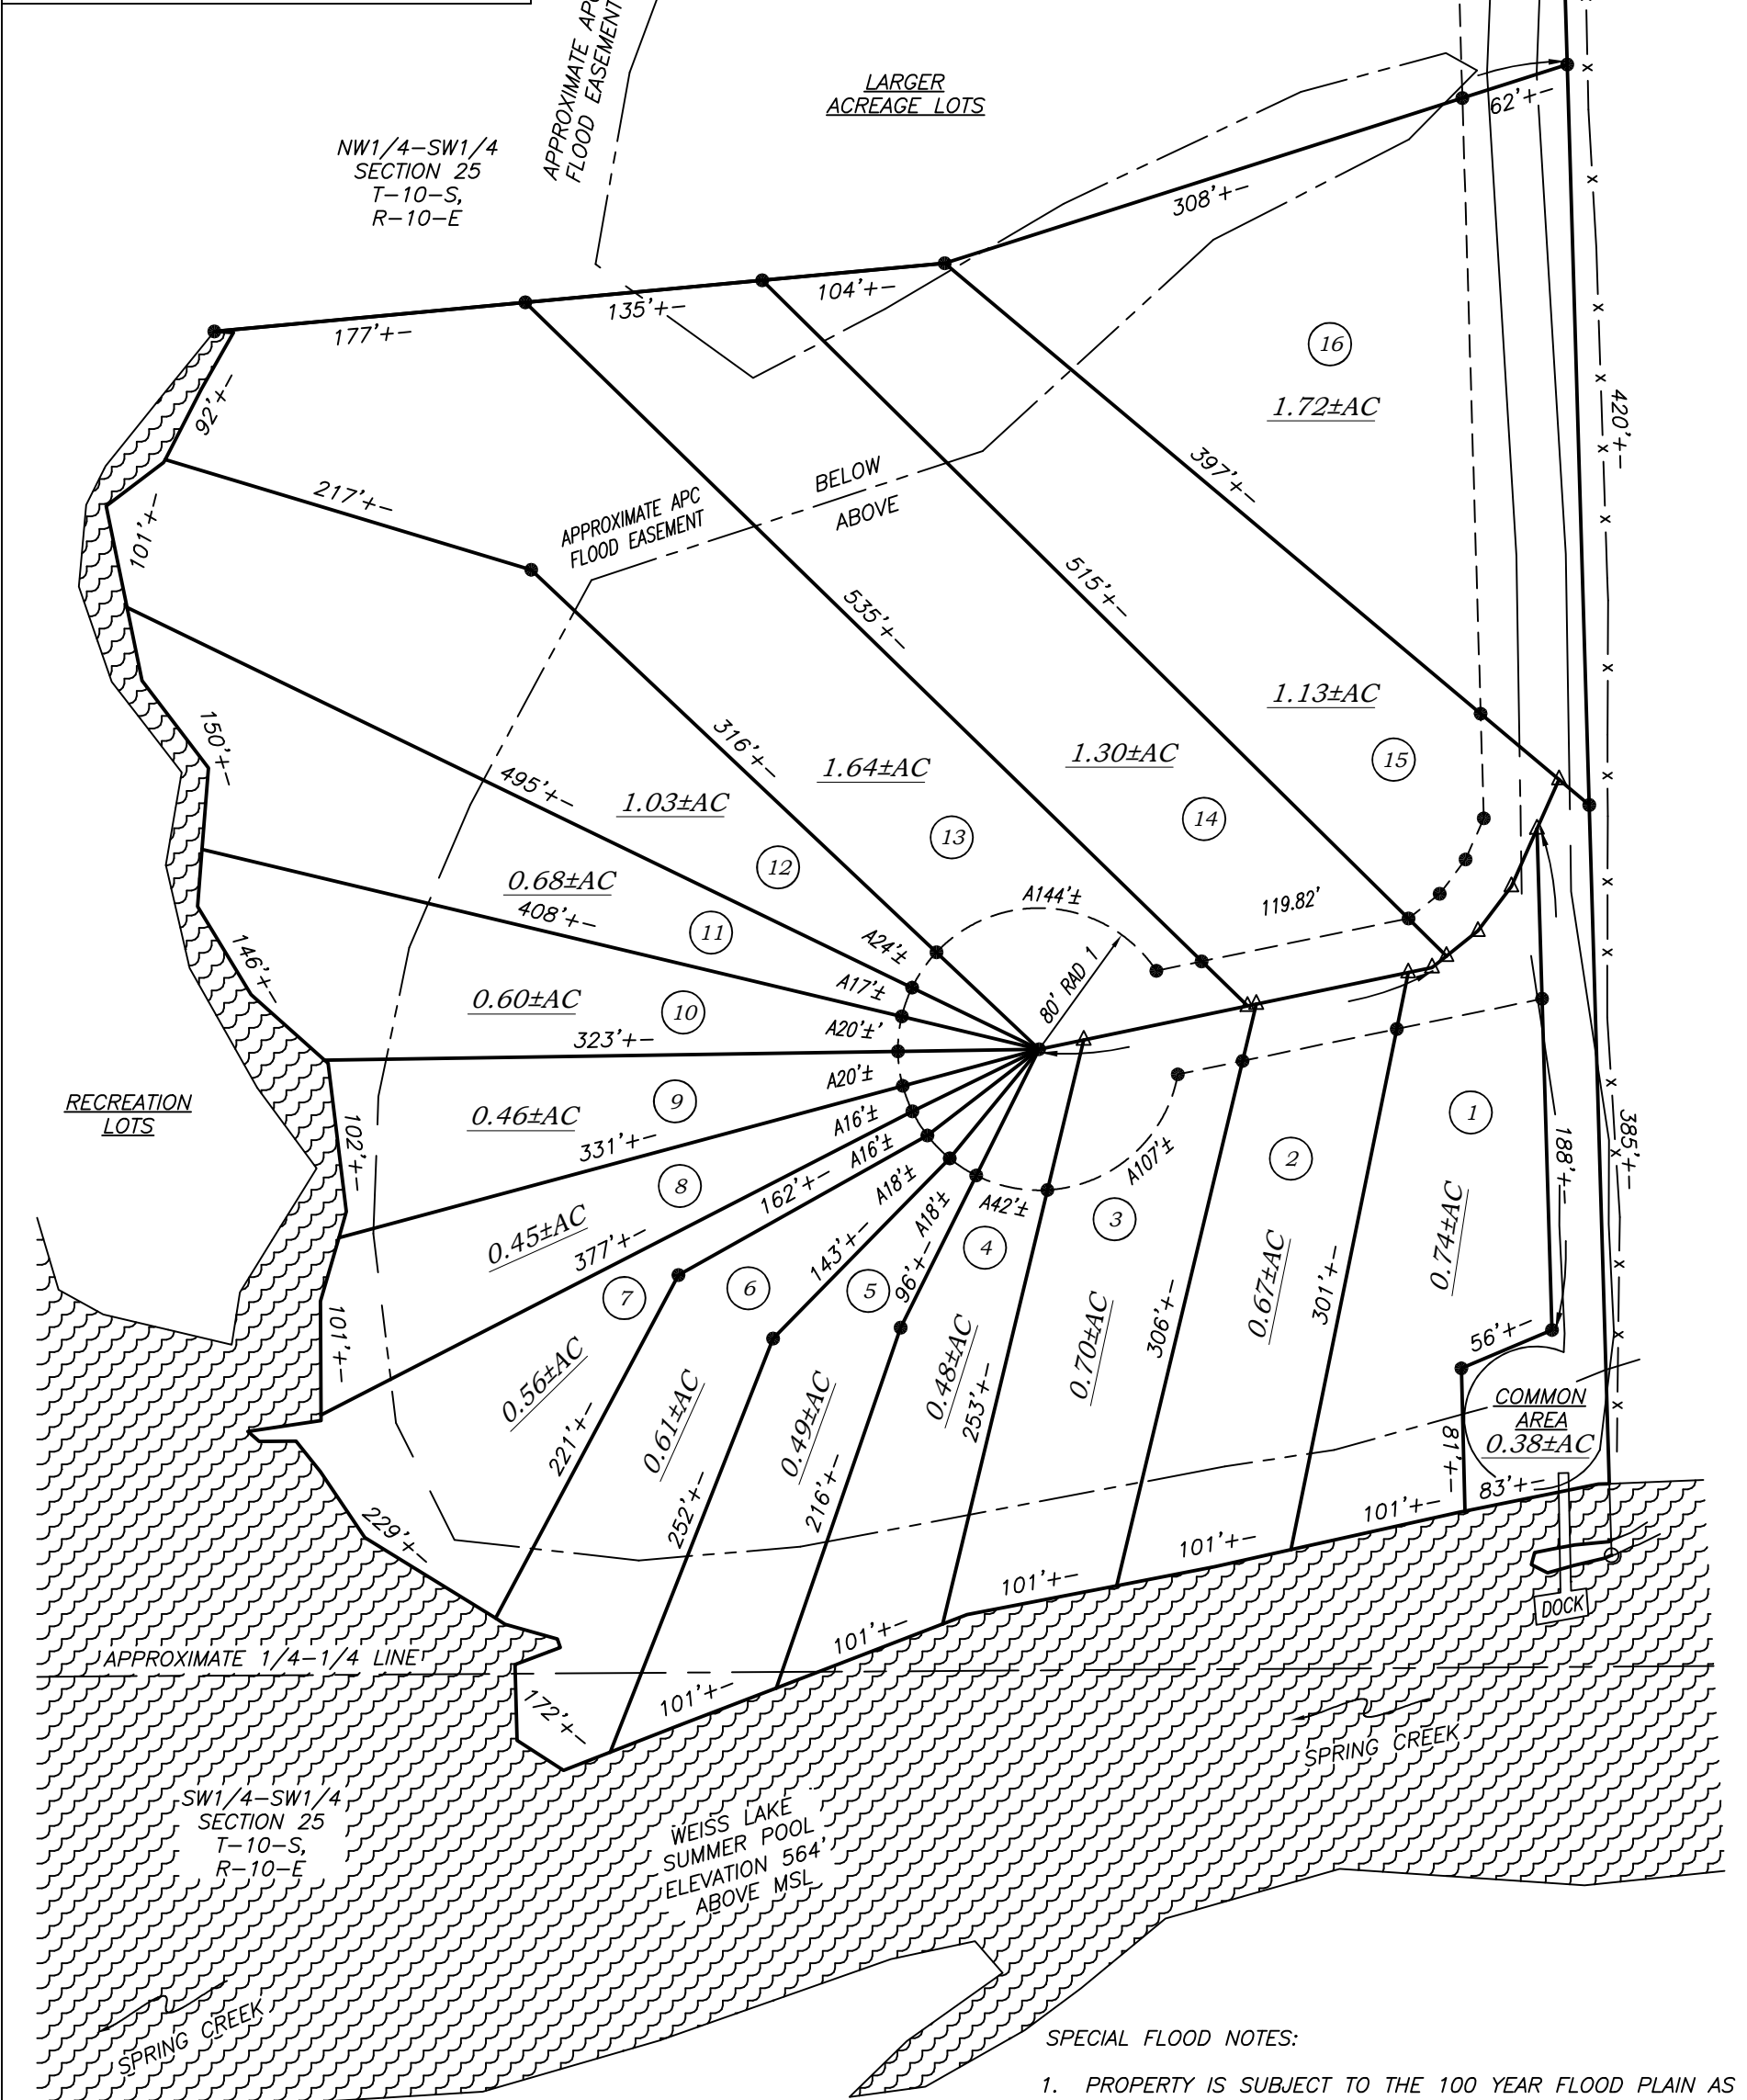 APPROXIMATE APC
FLOOD EASEMENT
LARGER
ACREAGE LOTS
NW1/4-SW1/4
SECTION 25
T-10-S,
R-10-E
62'+-
308'+-
177'+-
135'+-
104'+-
92'+-
16
1.72±AC
420'+-
217'+-
101'+-
APPROXIMATE APC
FLOOD EASEMENT
BELOW
ABOVE
397'+-
535'+-
515'+-
150'+-
316'+-
1.13±AC
15
1.64±AC
13
1.30±AC
14
495'+-
1.03±AC
12
0.68±AC
408'+-
11
A24'±
A144'±
119.82'
146'+-
A17'±
80' RAD 1
0.60±AC
10
323'+-
A20'±'
A20'±
RECREATION
LOTS
102'+-
9
0.46±AC
331'+-
A16'±
A16'±
A18'±
A18'±
A42'±
A107'±
1
0.74±AC
188'+-
385'+-
2
0.67±AC
3
0.70±AC
4
0.48±AC
8
0.45±AC
377'+-
162'+-
143'+-
96'+-
7
0.56±AC
6
0.61±AC
5
0.49±AC
306'+-
301'+-
253'+-
101'+-
221'+-
252'+-
216'+-
56'+-
81'+-
COMMON
AREA
0.38±AC
83'+-
101'+-
101'+-
101'+-
101'+-
101'+-
229'+-
172'+-
DOCK
APPROXIMATE 1/4-1/4 LINE
SPRING CREEK
SW1/4-SW1/4
SECTION 25
T-10-S,
R-10-E
WEISS LAKE
SUMMER POOL
ELEVATION 564'
ABOVE MSL
SPRING CREEK
SPECIAL FLOOD NOTES:
1. PROPERTY IS SUBJECT TO THE 100 YEAR FLOOD PLAIN AS